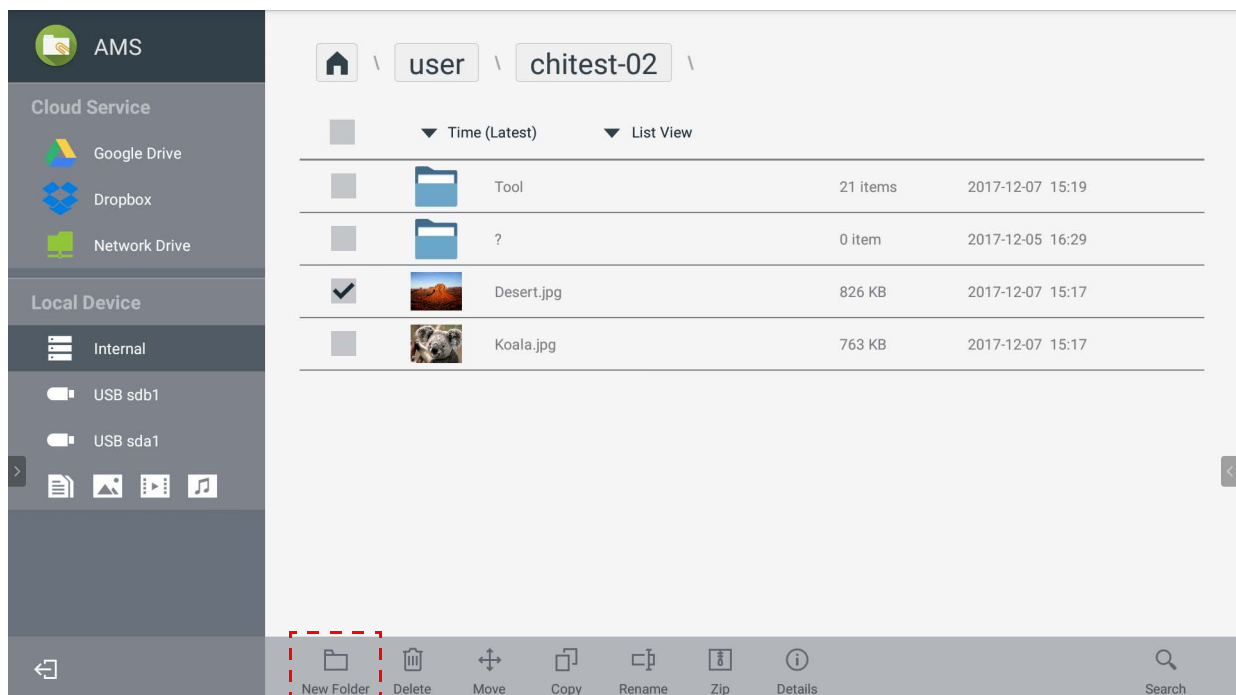 AMS
Cloud Service
Google Drive
Dropbox
Network Drive
Local Device
Internal
USB sdb1
USB sda1
\ user \ chitest-02 \
Time (Latest) List View
Tool 21 items 2017-12-07 15:19
? 0 item 2017-12-05 16:29
Desert.jpg 826 KB 2017-12-07 15:17
Koala.jpg 763 KB 2017-12-07 15:17
New Folder Delete Move Copy Rename Zip Details Search